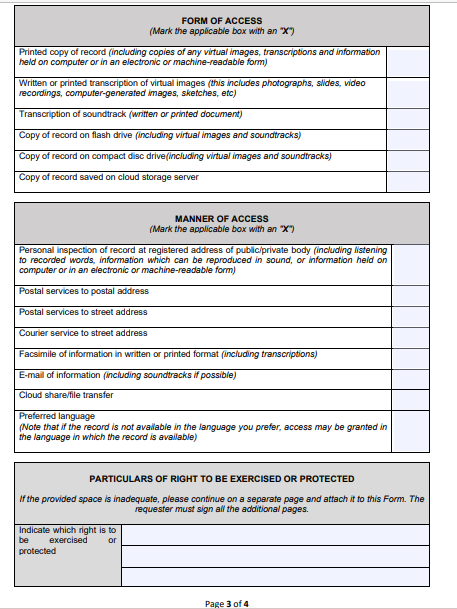 FORM OF ACCESS
(Mark the applicable box with an "X")
Printed copy of record (including copies of any virtual images, transcriptions and information
held on computer or in an electronic or machine-readable form)
Written or printed transcription of virtual images (this includes photographs, slides, video
recordings, computer-generated images, sketches, etc)
Transcription of soundtrack (written or printed document)
Copy of record on flash drive (including virtual images and soundtracks)
Copy of record on compact disc drive(including virtual images and soundtracks)
Copy of record saved on cloud storage server
MANNER OF ACCESS
(Mark the applicable box with an "X")
Personal inspection of record at registered address of public/private body (including listening
to recorded words, information which can be reproduced in sound, or information held on
computer or in an electronic or machine-readable form)
Postal services to postal address
Postal services to street address
Courier service to street address
Facsimile of information in written or printed format (including transcriptions)
E-mail of information (including soundtracks if possible)
Cloud share/file transfer
Preferred language
(Note that if the record is not available in the language you prefer, access may be granted in
the language in which the record is available)
PARTICULARS OF RIGHT TO BE EXERCISED OR PROTECTED
If the provided space is inadequate, please continue on a separate page and attach it to this Form. The
requester must sign all the additional pages.
Indicate which right is to
be exercised or
protected
Page 3 of 4